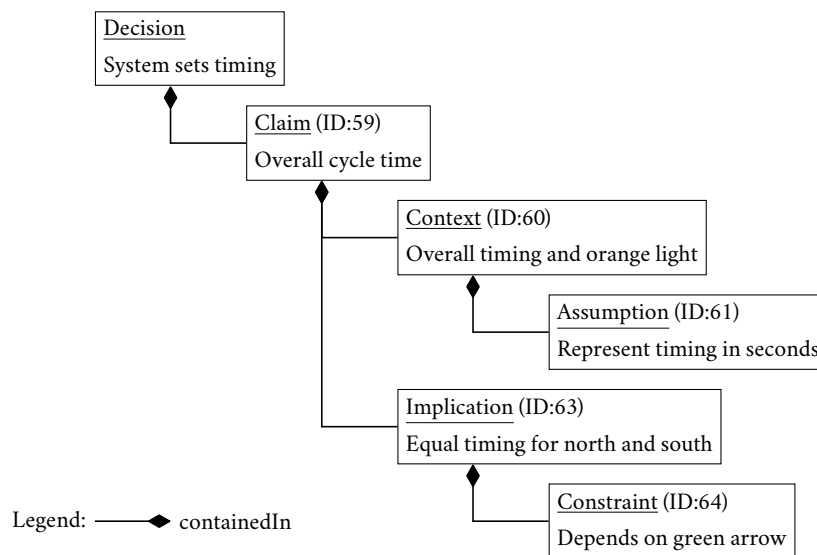 Decision
System sets timing
Claim (ID:59)
Overall cycle time
Context (ID:60)
Overall timing and orange light
Assumption (ID:61)
Represent timing in seconds
Implication (ID:63)
Equal timing for north and south
Constraint (ID:64)
Depends on green arrow
Legend: containedIn